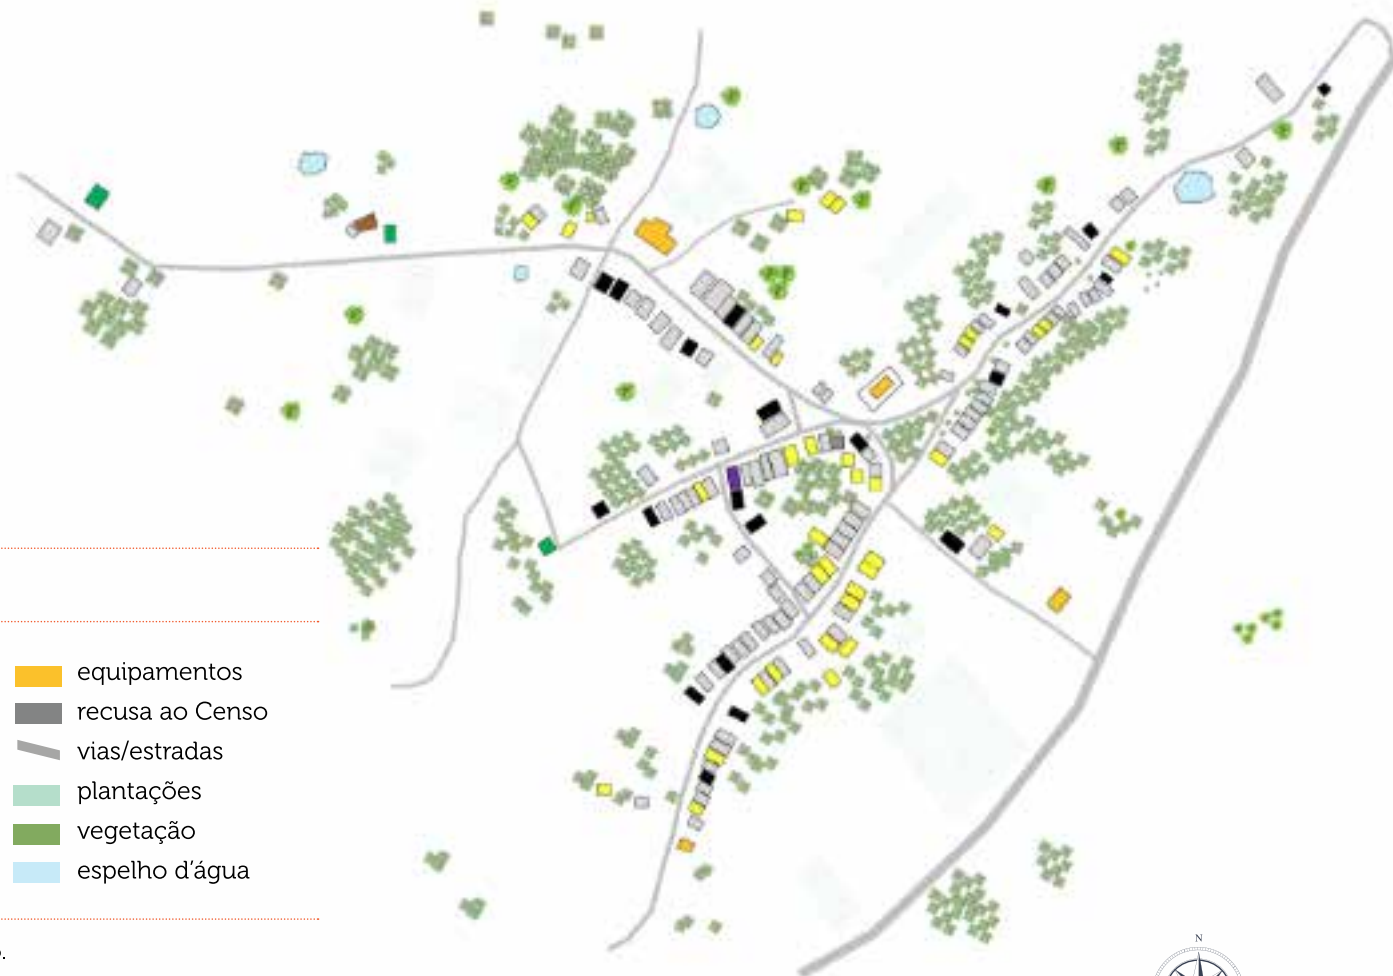 equipamentos
recusa ao Censo
vias/estradas
plantações
vegetação
espelho d'água
N